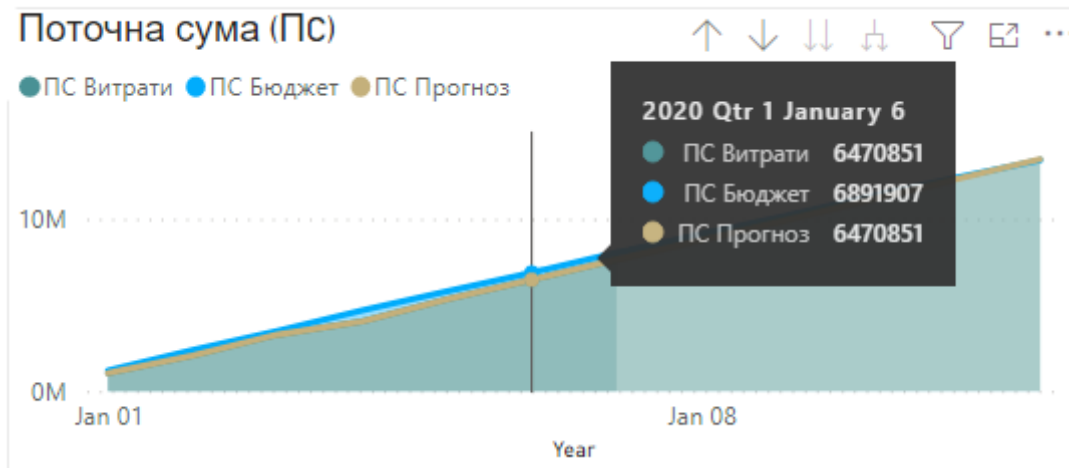 Поточна сума (ПС)
ПС Витрати ПС Бюджет ПС Прогноз
2020 Qtr 1 January 6
ПС Витрати 6470851
ПС Бюджет 6891907
ПС Прогноз 6470851
10M
0M
Jan 01 Jan 08
Year